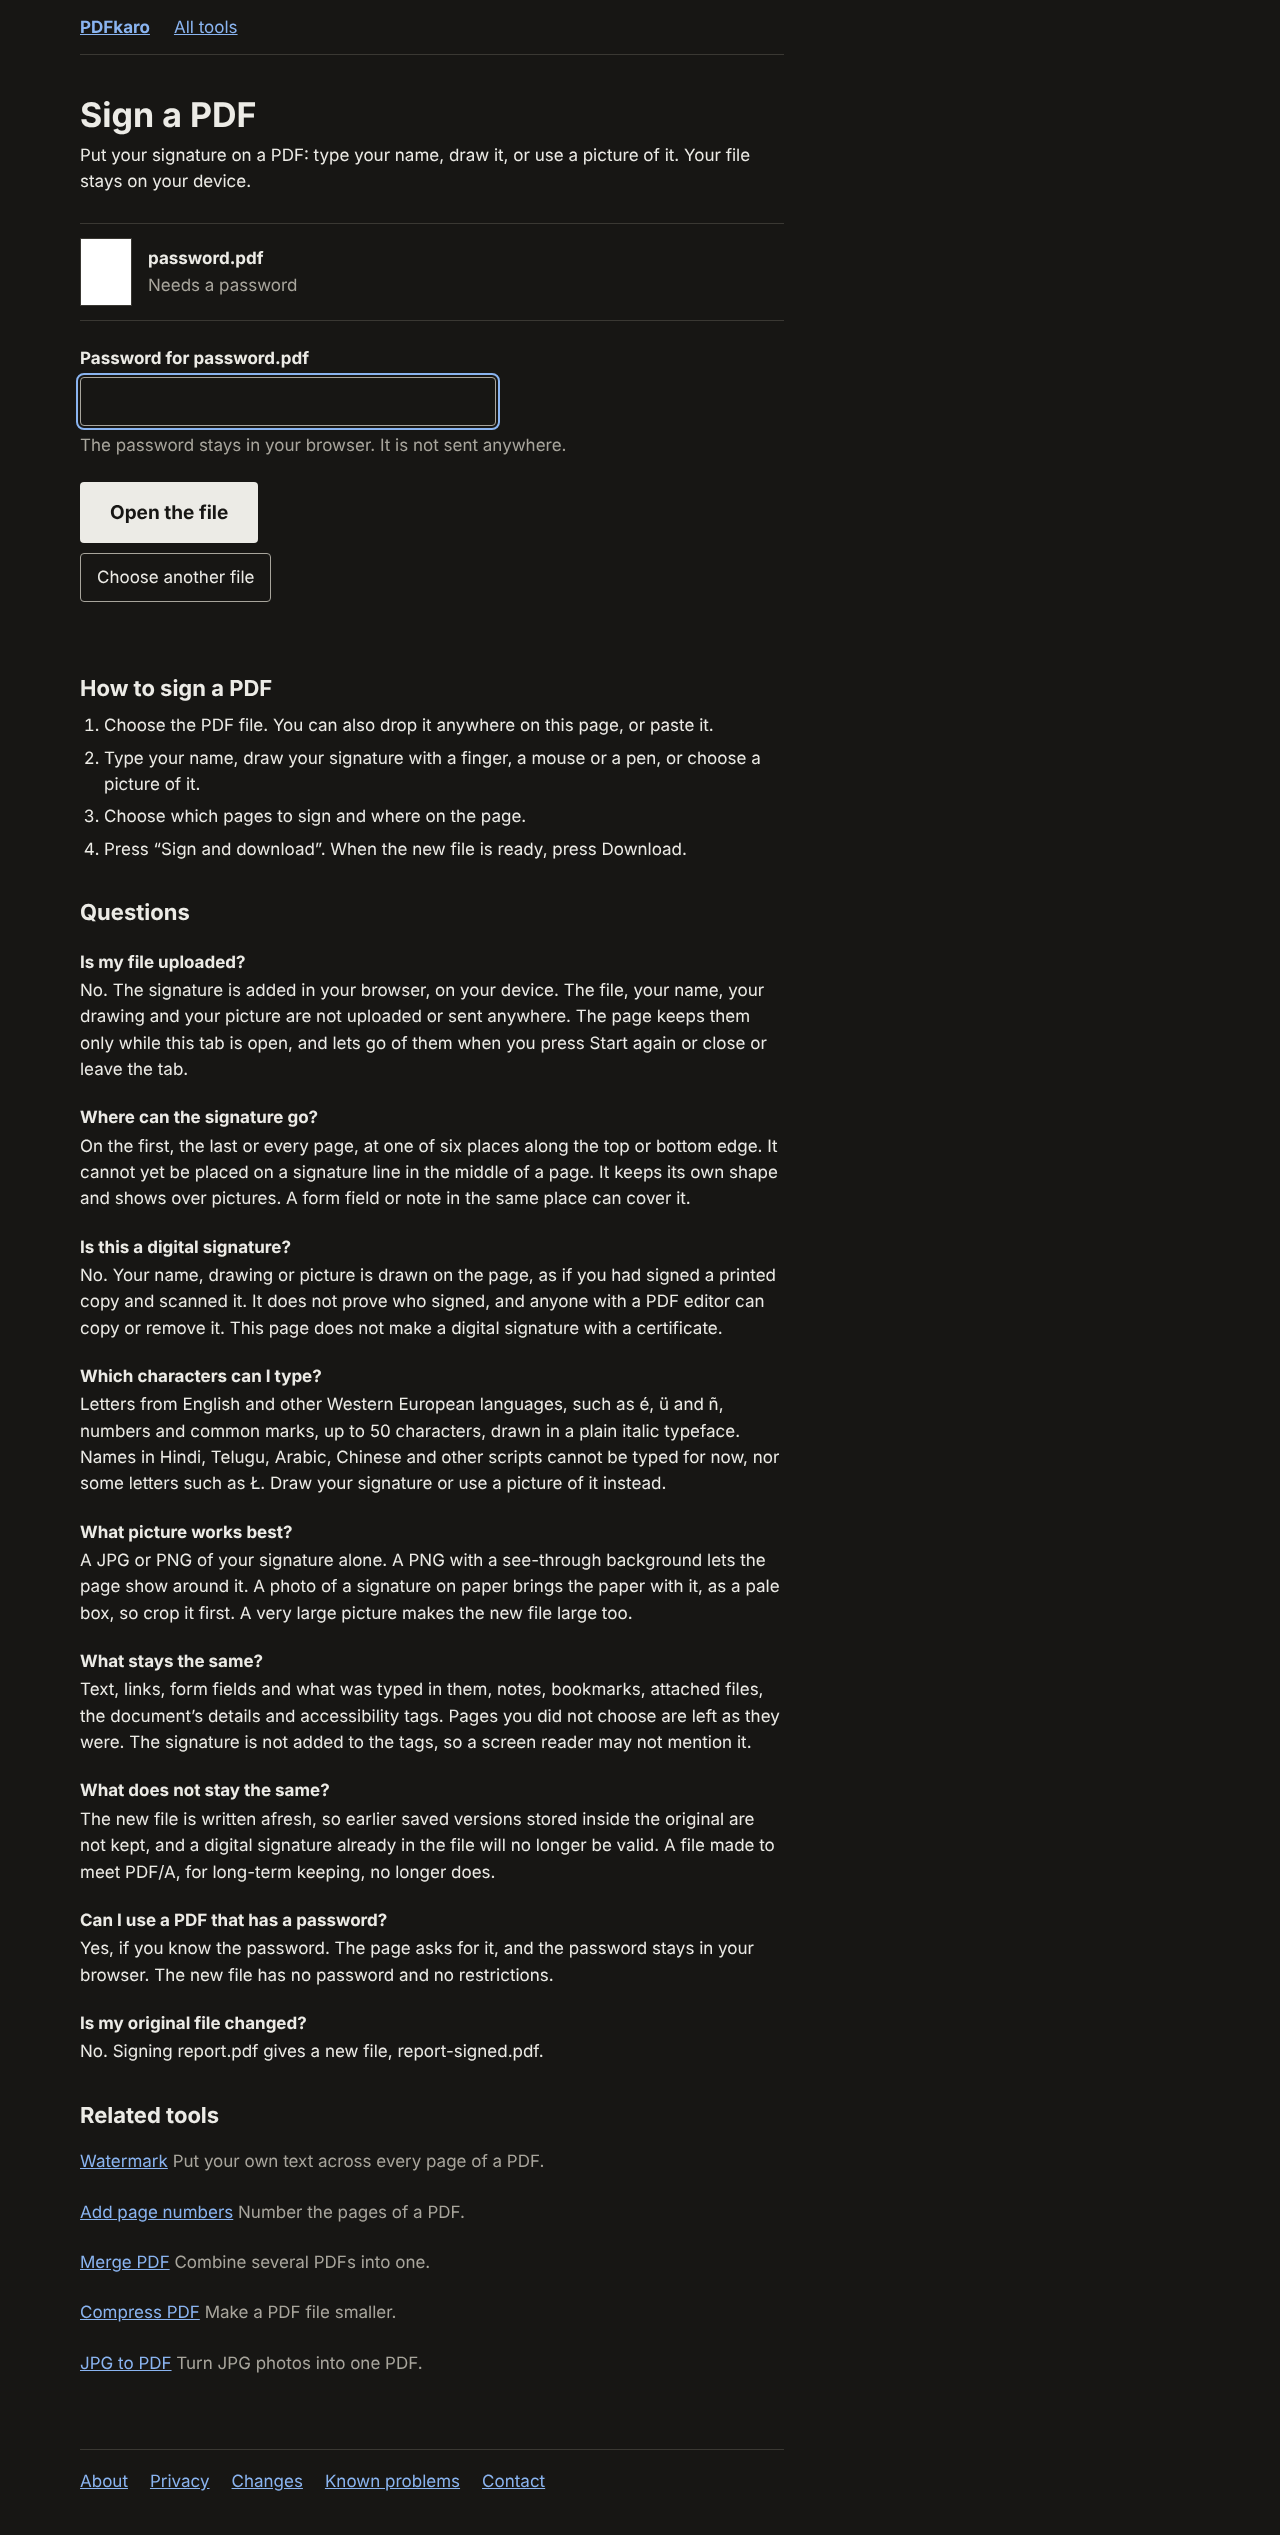 PDFkaro All tools
Sign a PDF
Put your signature on a PDF: type your name, draw it, or use a picture of it. Your file
stays on your device.
password.pdf
Needs a password
Password for password.pdf
The password stays in your browser. It is not sent anywhere.
Open the file
Choose another file
How to sign a PDF
1. Choose the PDF file. You can also drop it anywhere on this page, or paste it.
2. Type your name, draw your signature with a finger, a mouse or a pen, or choose a
picture of it.
3. Choose which pages to sign and where on the page.
4. Press “Sign and download”. When the new file is ready, press Download.
Questions
Is my file uploaded?
No. The signature is added in your browser, on your device. The file, your name, your
drawing and your picture are not uploaded or sent anywhere. The page keeps them
only while this tab is open, and lets go of them when you press Start again or close or
leave the tab.
Where can the signature go?
On the first, the last or every page, at one of six places along the top or bottom edge. It
cannot yet be placed on a signature line in the middle of a page. It keeps its own shape
and shows over pictures. A form field or note in the same place can cover it.
Is this a digital signature?
No. Your name, drawing or picture is drawn on the page, as if you had signed a printed
copy and scanned it. It does not prove who signed, and anyone with a PDF editor can
copy or remove it. This page does not make a digital signature with a certificate.
Which characters can I type?
Letters from English and other Western European languages, such as é, ü and ñ,
numbers and common marks, up to 50 characters, drawn in a plain italic typeface.
Names in Hindi, Telugu, Arabic, Chinese and other scripts cannot be typed for now, nor
some letters such as Ł. Draw your signature or use a picture of it instead.
What picture works best?
A JPG or PNG of your signature alone. A PNG with a see-through background lets the
page show around it. A photo of a signature on paper brings the paper with it, as a pale
box, so crop it first. A very large picture makes the new file large too.
What stays the same?
Text, links, form fields and what was typed in them, notes, bookmarks, attached files,
the document’s details and accessibility tags. Pages you did not choose are left as they
were. The signature is not added to the tags, so a screen reader may not mention it.
What does not stay the same?
The new file is written afresh, so earlier saved versions stored inside the original are
not kept, and a digital signature already in the file will no longer be valid. A file made to
meet PDF/A, for long-term keeping, no longer does.
Can I use a PDF that has a password?
Yes, if you know the password. The page asks for it, and the password stays in your
browser. The new file has no password and no restrictions.
Is my original file changed?
No. Signing report.pdf gives a new file, report-signed.pdf.
Related tools
Watermark Put your own text across every page of a PDF.
Add page numbers Number the pages of a PDF.
Merge PDF Combine several PDFs into one.
Compress PDF Make a PDF file smaller.
JPG to PDF Turn JPG photos into one PDF.
About Privacy Changes Known problems Contact